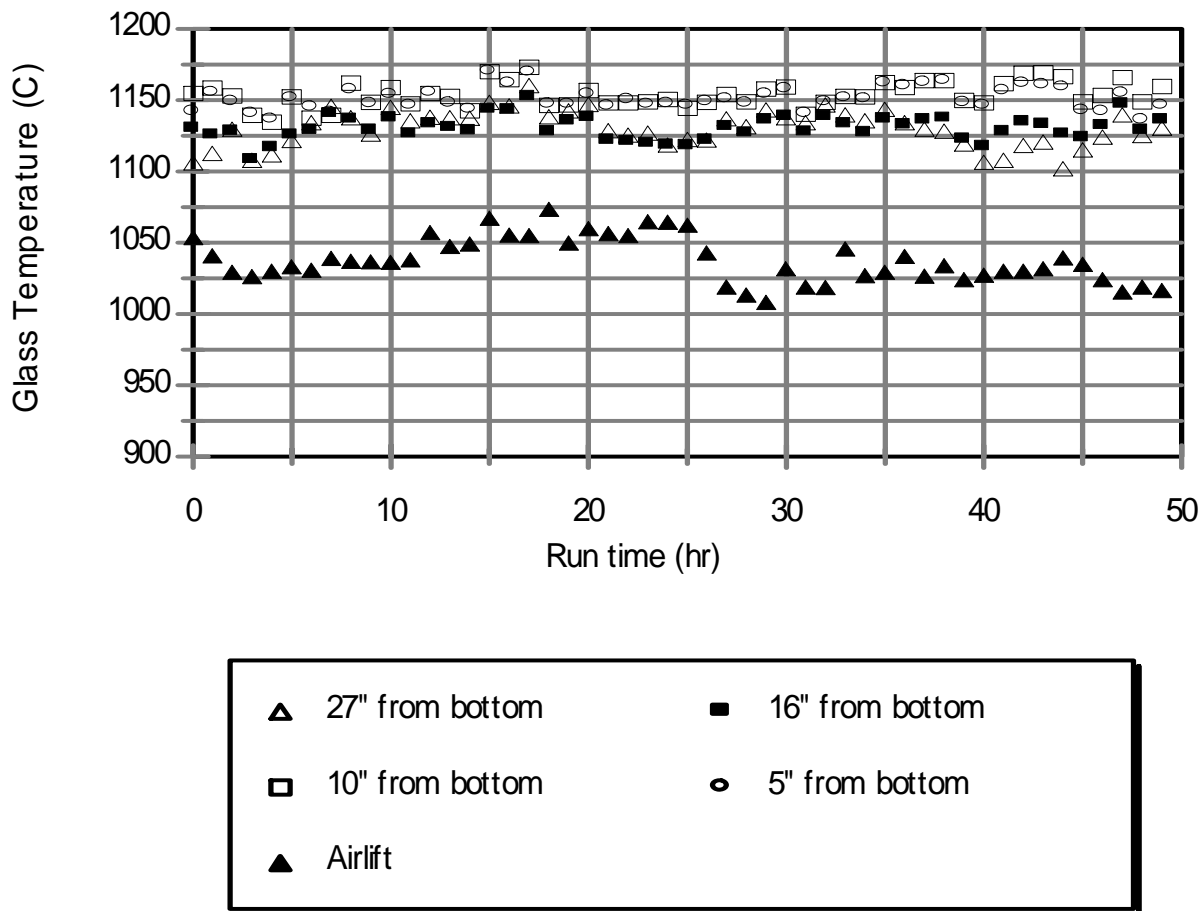 1200
1150
1100
1050
1000
950
900
Glass Temperature (C)
0 10 20 30 40 50
Run time (hr)
27" from bottom 16" from bottom
10" from bottom 5" from bottom
Airlift